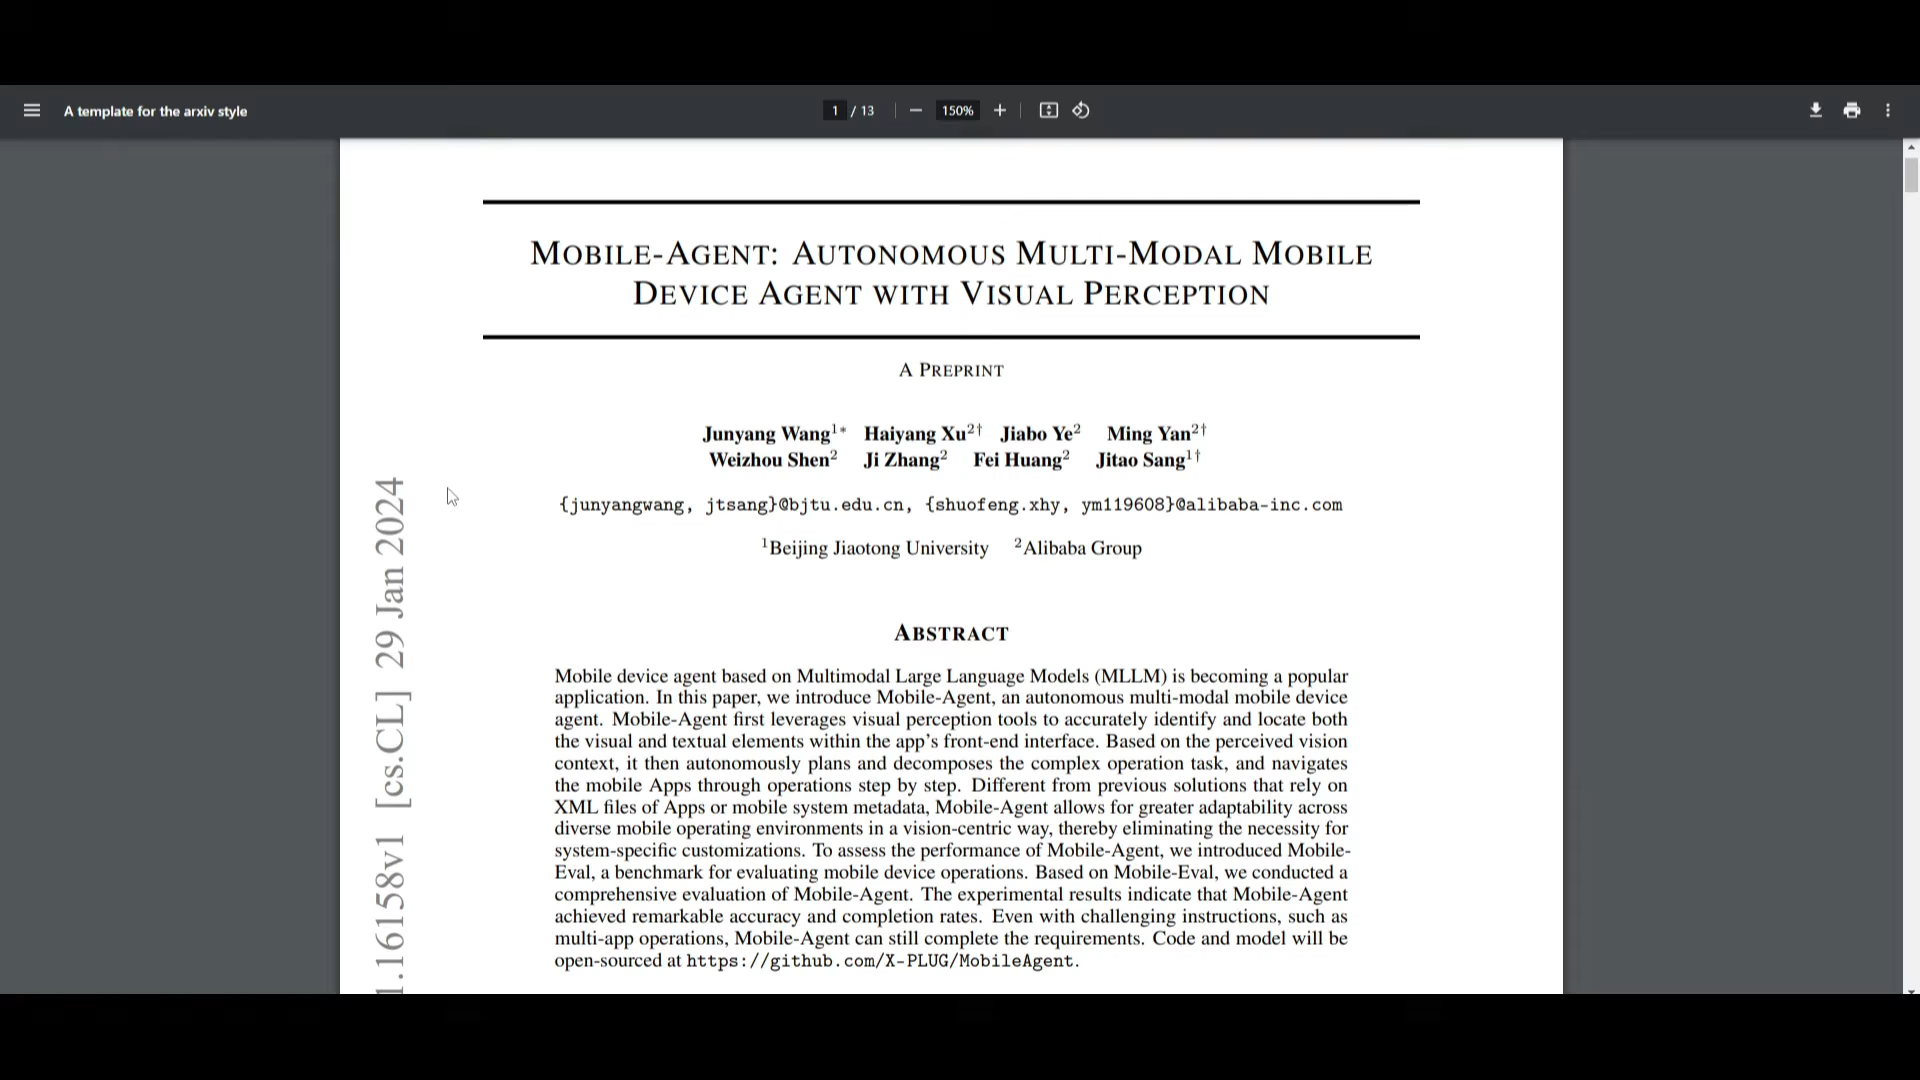 A template for the arxiv style
1 / 13
150%
MOBILE-AGENT: AUTONOMOUS MULTI-MODAL MOBILE
DEVICE AGENT WITH VISUAL PERCEPTION
A PREPRINT
Junyang Wang1* Haiyang Xu2† Jiabo Ye2 Ming Yan2†
Weizhou Shen2 Ji Zhang2 Fei Huang2 Jitao Sang1†
{junyangwang, jtsang}@bjtu.edu.cn, {shuofeng.xhy, ym119608}@alibaba-inc.com
1Beijing Jiaotong University 2Alibaba Group
ABSTRACT
Mobile device agent based on Multimodal Large Language Models (MLLM) is becoming a popular
application. In this paper, we introduce Mobile-Agent, an autonomous multi-modal mobile device
agent. Mobile-Agent first leverages visual perception tools to accurately identify and locate both
the visual and textual elements within the app's front-end interface. Based on the perceived vision
context, it then autonomously plans and decomposes the complex operation task, and navigates
the mobile Apps through operations step by step. Different from previous solutions that rely on
XML files of Apps or mobile system metadata, Mobile-Agent allows for greater adaptability across
diverse mobile operating environments in a vision-centric way, thereby eliminating the necessity for
system-specific customizations. To assess the performance of Mobile-Agent, we introduced Mobile-
Eval, a benchmark for evaluating mobile device operations. Based on Mobile-Eval, we conducted a
comprehensive evaluation of Mobile-Agent. The experimental results indicate that Mobile-Agent
achieved remarkable accuracy and completion rates. Even with challenging instructions, such as
multi-app operations, Mobile-Agent can still complete the requirements. Code and model will be
open-sourced at https://github.com/X-PLUG/MobileAgent.
1.16158v1 [cs.CL] 29 Jan 2024